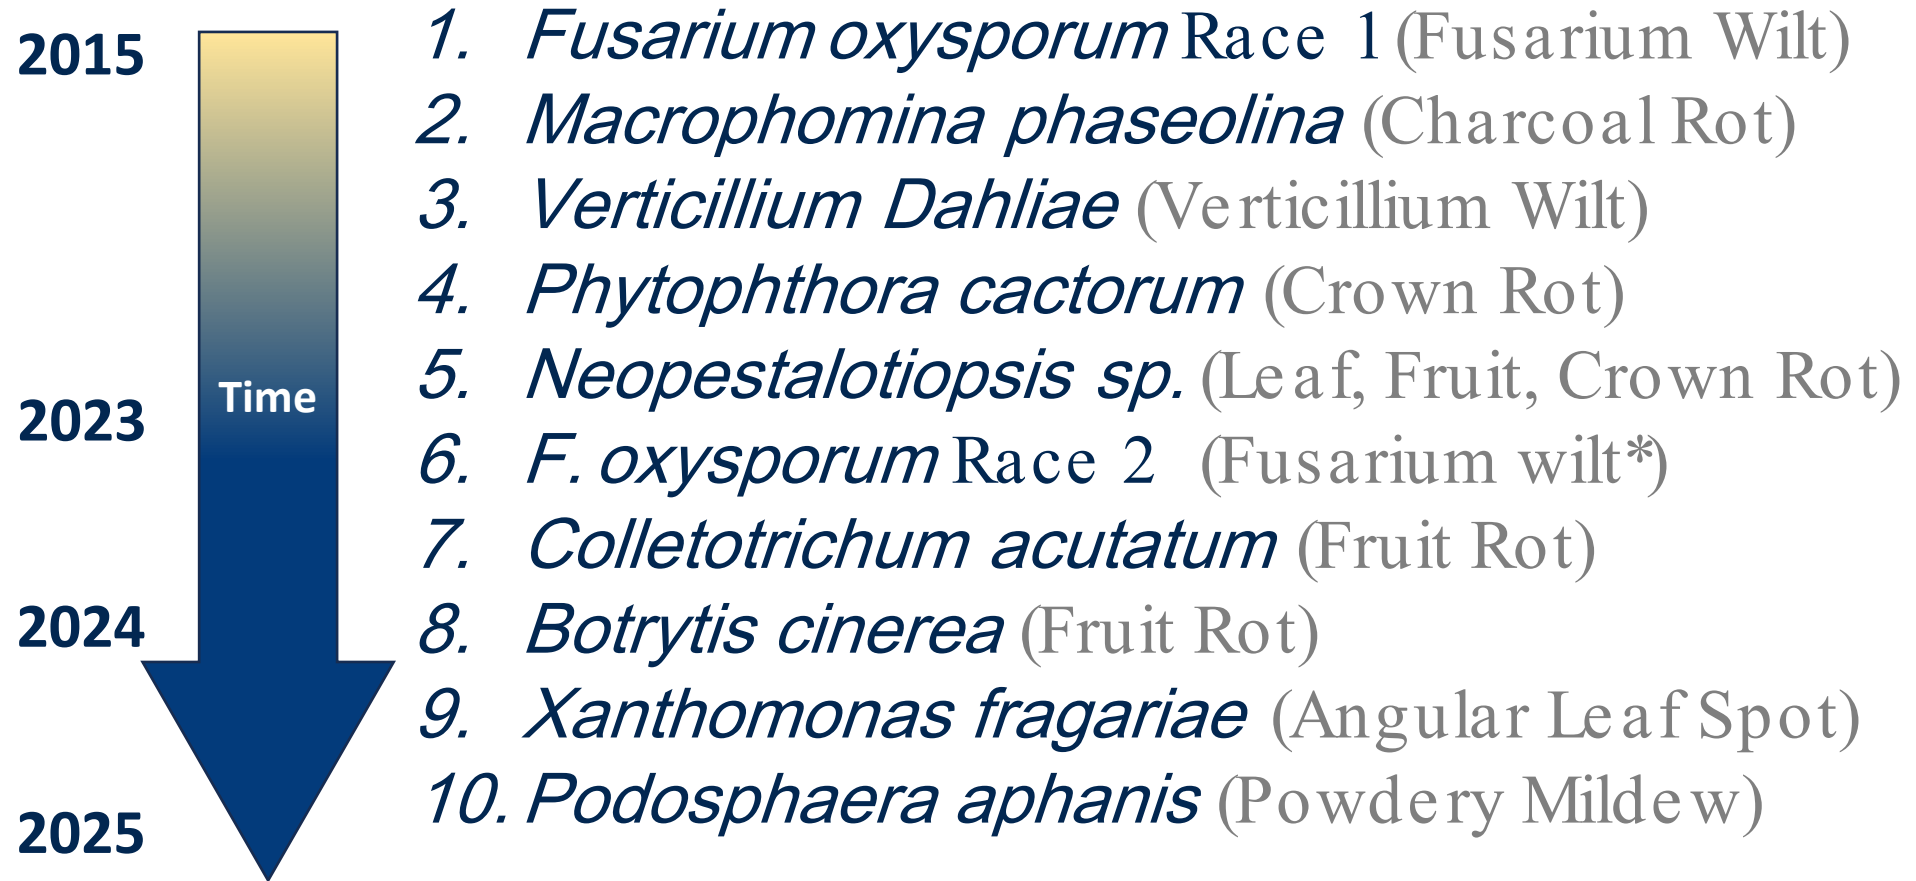 2015
2023
2024
2025
Time
1. Fusarium oxysporum Race 1 (Fusarium Wilt)
2. Macrophomina phaseolina (Charcoal Rot)
3. Verticillium Dahliae (Verticillium Wilt)
4. Phytophthora cactorum (Crown Rot)
5. Neopestalotiopsis sp. (Leaf, Fruit, Crown Rot)
6. F. oxysporum Race 2 (Fusarium wilt*)
7. Colletotrichum acutatum (Fruit Rot)
8. Botrytis cinerea (Fruit Rot)
9. Xanthomonas fragariae (Angular Leaf Spot)
10. Podosphaera aphanis (Powdery Mildew)